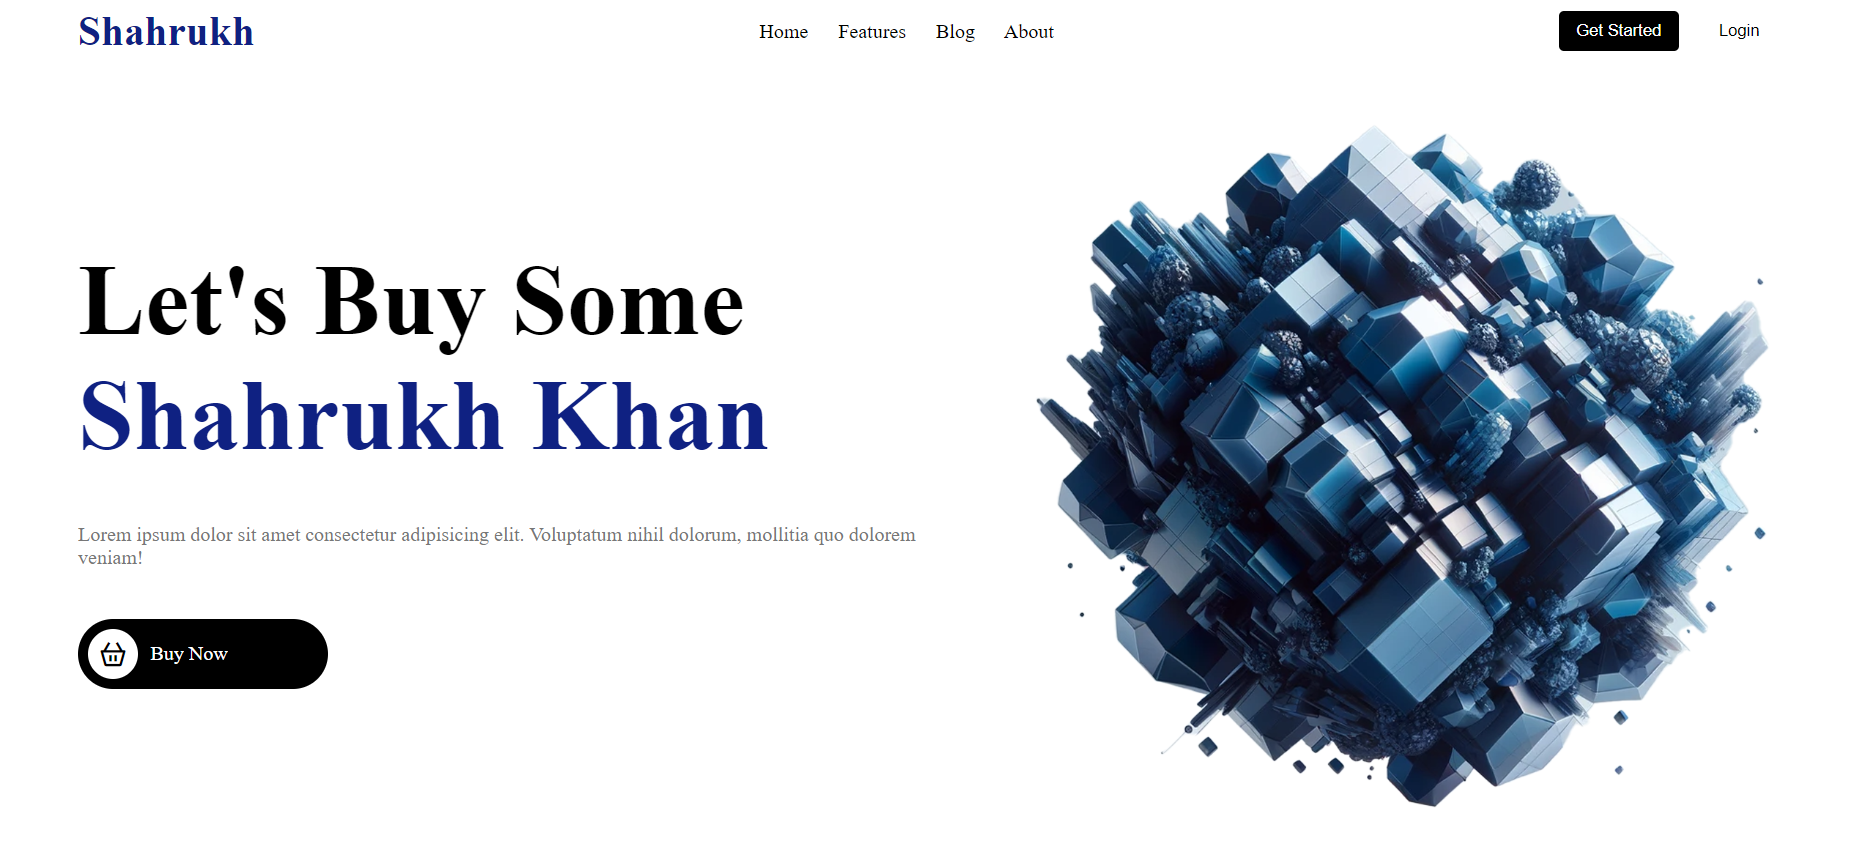 Shahrukh
Home Features Blog About
Get Started Login
Let's Buy Some
Shahrukh Khan
Lorem ipsum dolor sit amet consectetur adipisicing elit. Voluptatum nihil dolorum, mollitia quo dolorem
veniam!
Buy Now